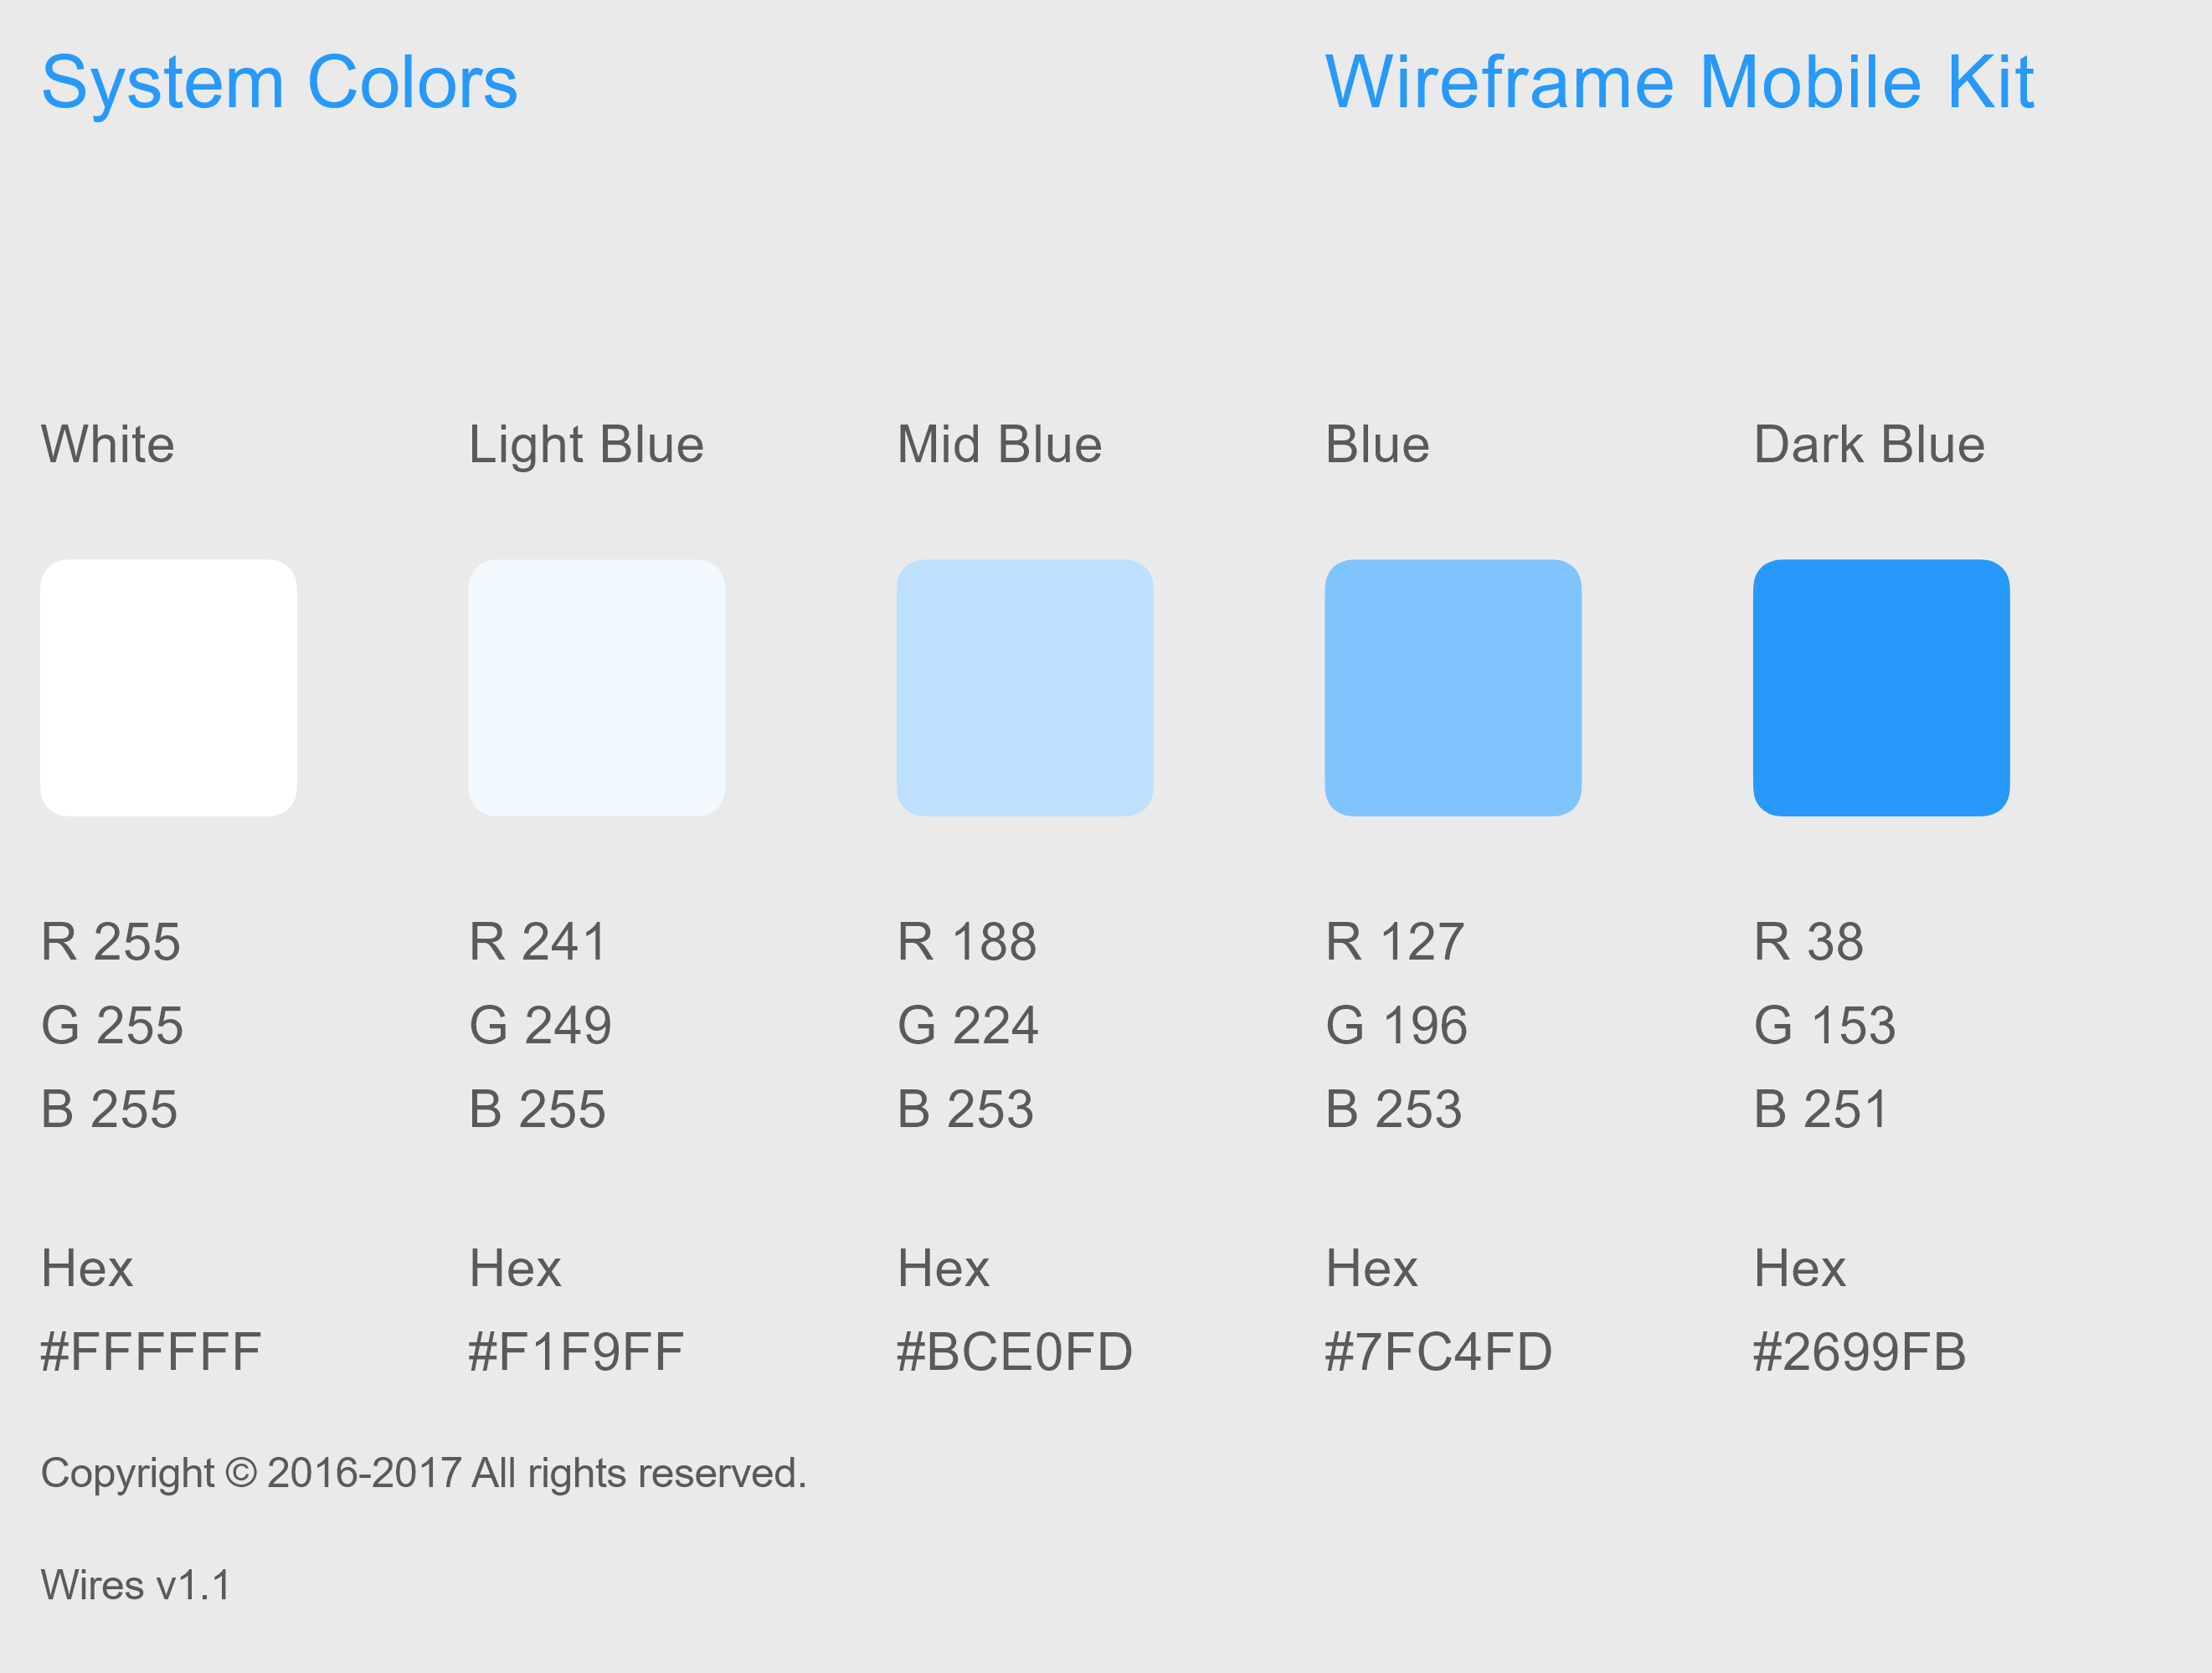 System Colors
Wireframe Mobile Kit
White
Light Blue
Mid Blue
Blue
Dark Blue
R 255
G 255
B 255
R 241
G 249
B 255
R 188
G 224
B 253
R 127
G 196
B 253
R 38
G 153
B 251
Hex
#FFFFFF
Hex
#F1F9FF
Hex
#BCE0FD
Hex
#7FC4FD
Hex
#2699FB
Copyright © 2016-2017 All rights reserved.
Wires v1.1